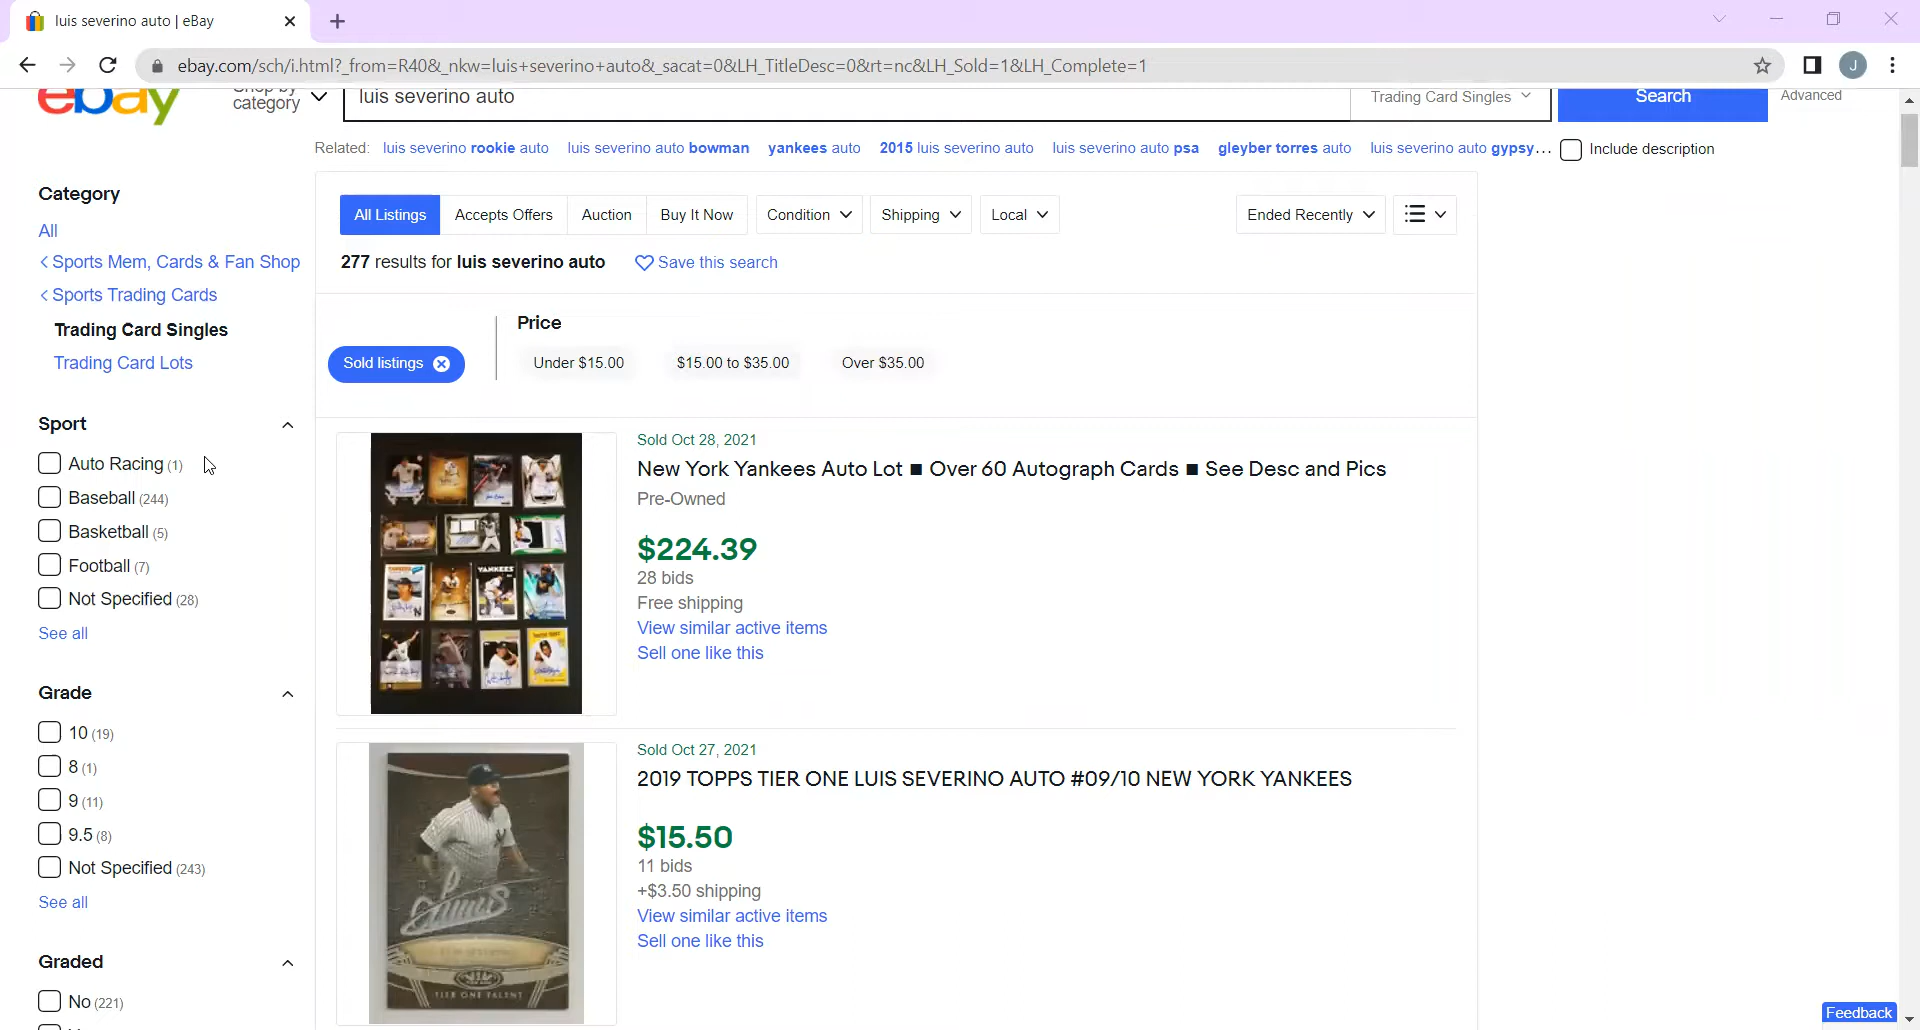 luis severino auto | eBay
ebay.com/sch/i.html?_from=R40&_nkw=luis+severino+auto&_sacat=0&LH_TitleDesc=0&rt=nc&LH_Sold=1&LH_Complete=1
J
ebay
Shop by
category
luis severino auto
Trading Card Singles
Search
Advanced
Related: luis severino rookie auto luis severino auto bowman yankees auto 2015 luis severino auto luis severino auto psa gleyber torres auto luis severino auto gypsy... Include description
Category
All
< Sports Mem, Cards & Fan Shop
< Sports Trading Cards
Trading Card Singles
Trading Card Lots
Sport
Auto Racing (1)
Baseball (244)
Basketball (5)
Football (7)
Not Specified (28)
See all
Grade
10 (19)
8 (1)
9 (11)
9.5 (8)
Not Specified (243)
See all
Graded
No (221)
All Listings Accepts Offers Auction Buy It Now Condition Shipping Local Ended Recently
277 results for luis severino auto Save this search
Sold listings
Price
Under $15.00 $15.00 to $35.00 Over $35.00
Sold Oct 28, 2021
New York Yankees Auto Lot ■ Over 60 Autograph Cards ■ See Desc and Pics
Pre-Owned
$224.39
28 bids
Free shipping
View similar active items
Sell one like this
YANKEES
Sold Oct 27, 2021
2019 TOPPS TIER ONE LUIS SEVERINO AUTO #09/10 NEW YORK YANKEES
$15.50
11 bids
+$3.50 shipping
View similar active items
Sell one like this
TIER ONE TALENT
Feedback